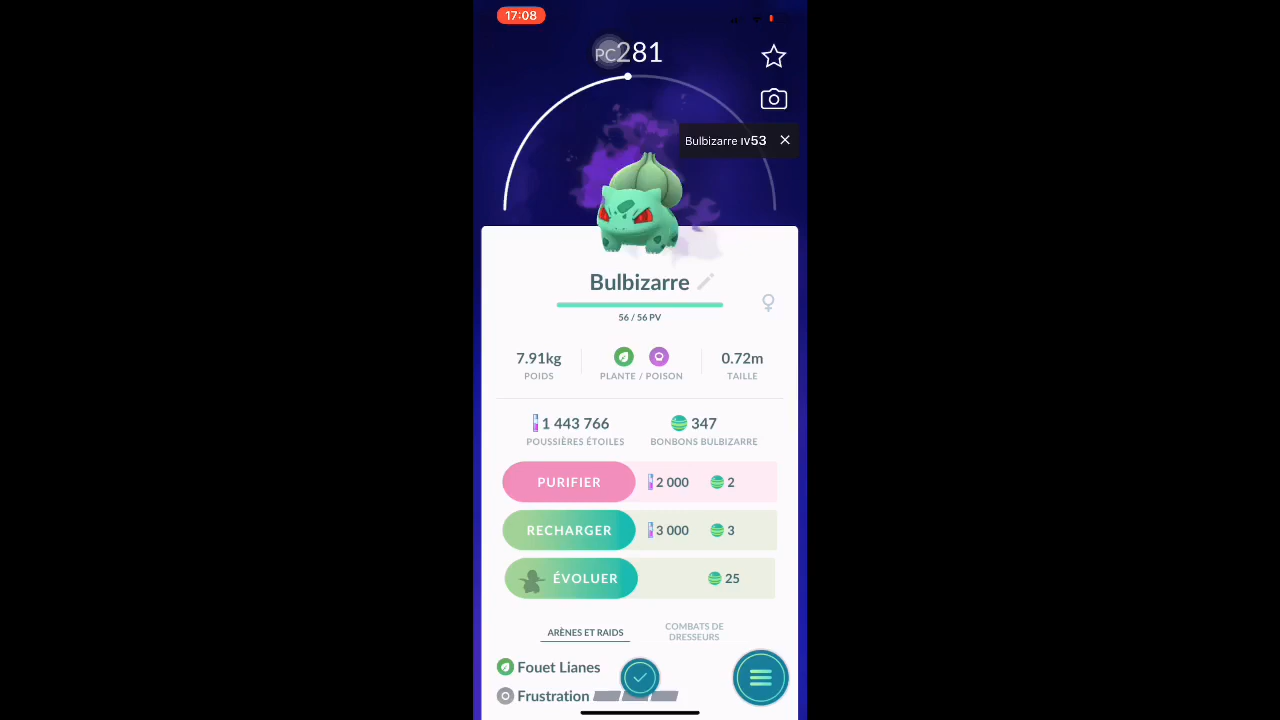 17:08
PC281
Bulbizarre IV53 ×
Bulbizarre
56 / 56 PV
7.91kg
POIDS
PLANTE / POISON
0.72m
TAILLE
1 443 766
POUSSIÈRES ÉTOILES
347
BONBONS BULBIZARRE
PURIFIER 2 000 2
RECHARGER 3 000 3
ÉVOLUER 25
ARÈNES ET RAIDS
COMBATS DE
DRESSEURS
Fouet Lianes
Frustration